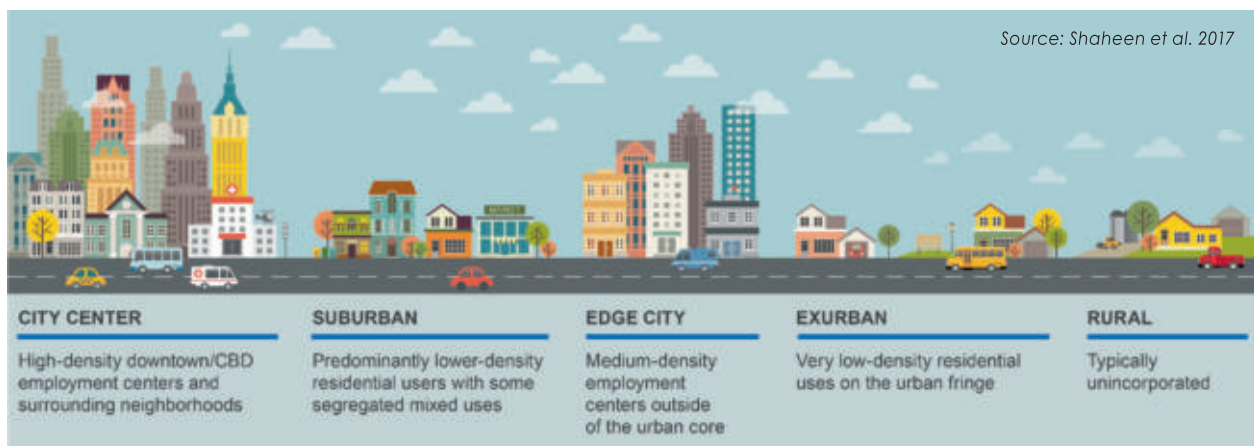 Source: Shaheen et al. 2017
MARKET
CITY CENTER
High-density downtown/CBD
employment centers and
surrounding neighborhoods
SUBURBAN
Predominantly lower-density
residential users with some
segregated mixed uses
EDGE CITY
Medium-density
employment
centers outside
of the urban core
EXURBAN
Very low-density residential
uses on the urban fringe
RURAL
Typically
unincorporated